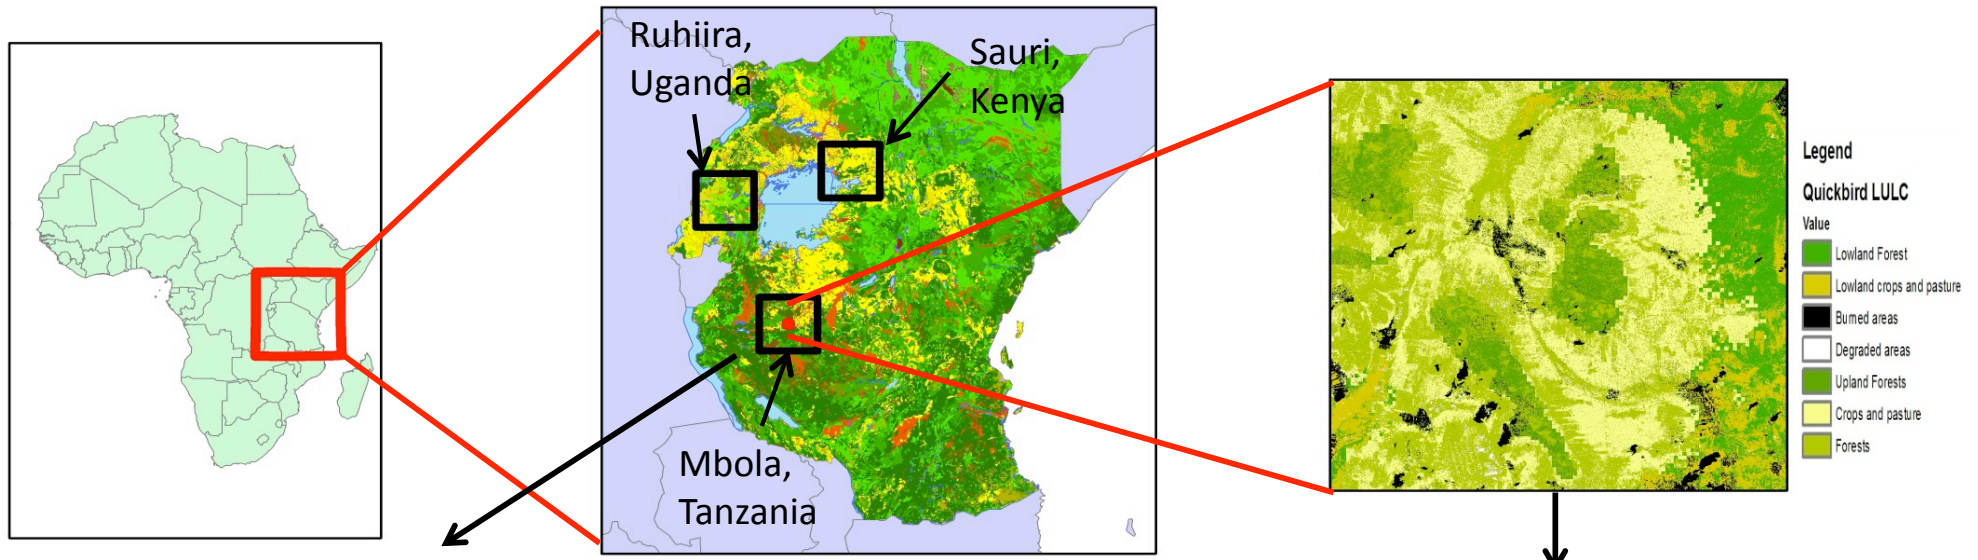 Ruhiira,
Uganda
Sauri,
Kenya
Mbola,
Tanzania
Legend
Quickbird LULC
Value
Lowland Forest
Lowland crops and pasture
Burned areas
Degraded areas
Upland Forests
Crops and pasture
Forests